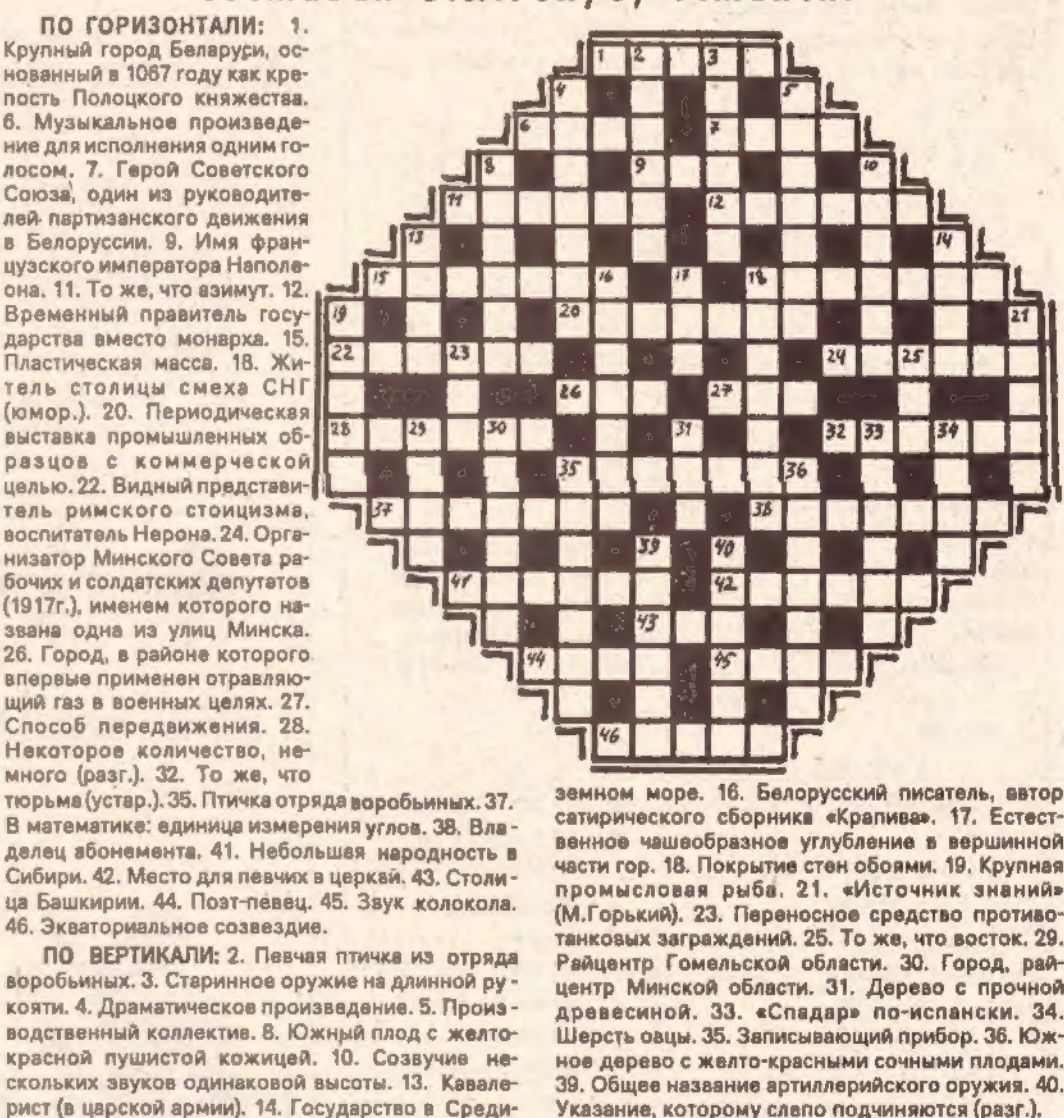 ПО ГОРИЗОНТАЛИ: 1.
Крупный город Беларуси, ос-
нованный в 1067 году как кре-
пость Полоцкого княжества.
6. Музыкальное произведе-
ние для исполнения одним го-
лосом. 7. Герой Советского
Союза, один из руководите-
лей партизанского движения
в Белоруссии. 9. Имя фран-
цузского императора Наполе-
она. 11. То же, что азимут. 12.
Временный правитель госу-
дарства вместо монарха. 15.
Пластическая масса. 18. Жи-
тель столицы смеха СНГ
(юмор.). 20. Периодическая
выставка промышленных об-
разцов с коммерческой
целью. 22. Видный представи-
тель римского стоицизма,
воспитатель Нерона. 24. Орга-
низатор Минского Совета ра-
бочих и солдатских депутатов
(1917г.), именем которого на-
звана одна из улиц Минска.
26. Город, в районе которого
впервые применен отравляю-
щий газ в военных целях. 27.
Способ передвижения. 28.
Некоторое количество, не-
много (разг.). 32. То же, что
тюрьма (устар.). 35. Птичка отряда воробьиных. 37.
В математике: единица измерения углов. 38. Вла-
делец абонемента. 41. Небольшая народность в
Сибири. 42. Место для певчих в церкай. 43. Столи-
ца Башкирии. 44. Поэт-певец. 45. Звук колокола.
46. Экваториальное созвездие.
ПО ВЕРТИКАЛИ: 2. Певчая птичка из отряда
воробьиных. 3. Старинное оружие на длинной ру-
кояти. 4. Драматическое произведение. 5. Произ-
водственный коллектив. 8. Южный плод с желто-
красной пушистой кожицей. 10. Созвучие не-
скольких звуков одинаковой высоты. 13. Кавале-
рист (в царской армии). 14. Государство в Среди-
земном море. 16. Белорусский писатель, автор
сатирического сборника «Крапива». 17. Естест-
венное чашеобразное углубление в вершинной
части гор. 18. Покрытие стен обоями. 19. Крупная
промысловая рыба. 21. «Источник знаний»
(М.Горький). 23. Переносное средство противо-
танковых заграждений. 25. То же, что восток. 29.
Райцентр Гомельской области. 30. Город, рай-
центр Минской области. 31. Дерево с прочной
древесиной. 33. «Спадар» по-испански. 34.
Шерсть овцы. 35. Записывающий прибор. 36. Юж-
ное дерево с желто-красными сочными плодами.
39. Общее название артиллерийского оружия. 40.
Указание, которому слепо подчиняются (разг.).
1 2 3
4 5
6 7
8 9 10
11 12
13 14
15 16 17 18
19 20 21
22 23 24 25
26 27
28 29 30 31 32 33 34
35 36
37 38
39 40
41 42
43
44 45
46